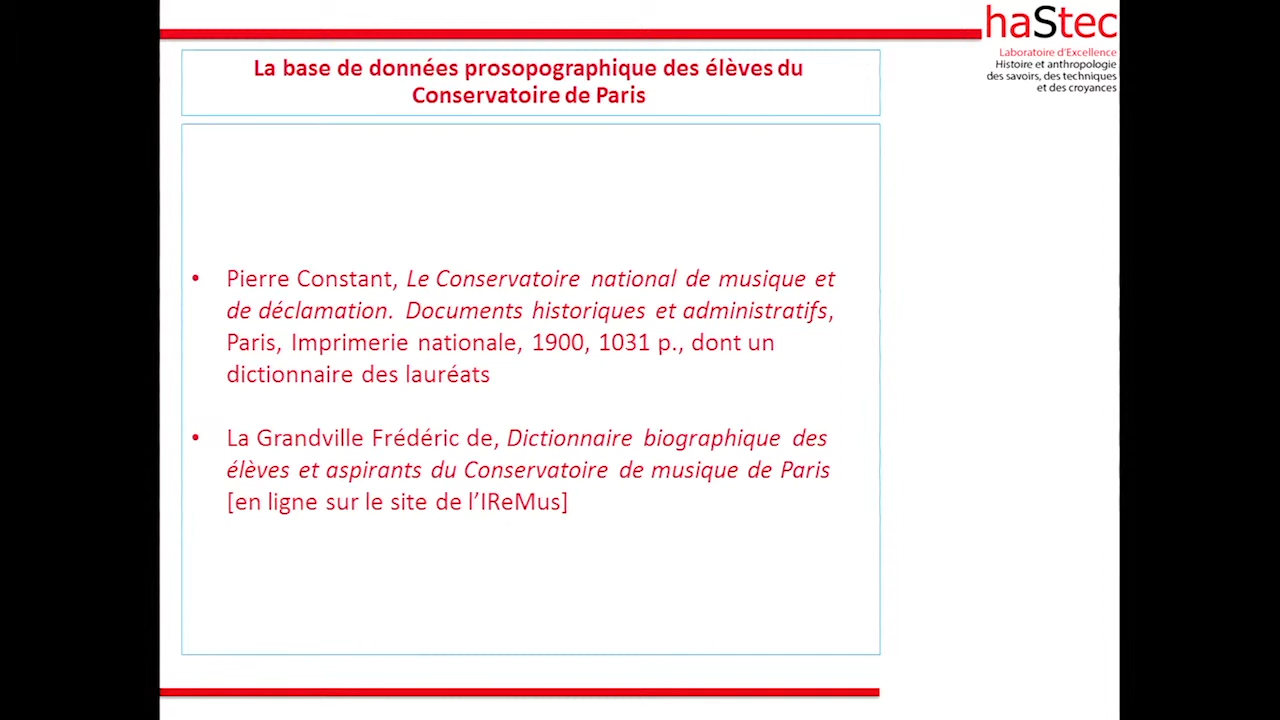 haStec
Laboratoire d'Excellence
Histoire et anthropologie
des savoirs, des techniques
et des croyances
La base de données prosopographique des élèves du
Conservatoire de Paris
• Pierre Constant, Le Conservatoire national de musique et
de déclamation. Documents historiques et administratifs,
Paris, Imprimerie nationale, 1900, 1031 p., dont un
dictionnaire des lauréats
• La Grandville Frédéric de, Dictionnaire biographique des
élèves et aspirants du Conservatoire de musique de Paris
[en ligne sur le site de l’IReMus]